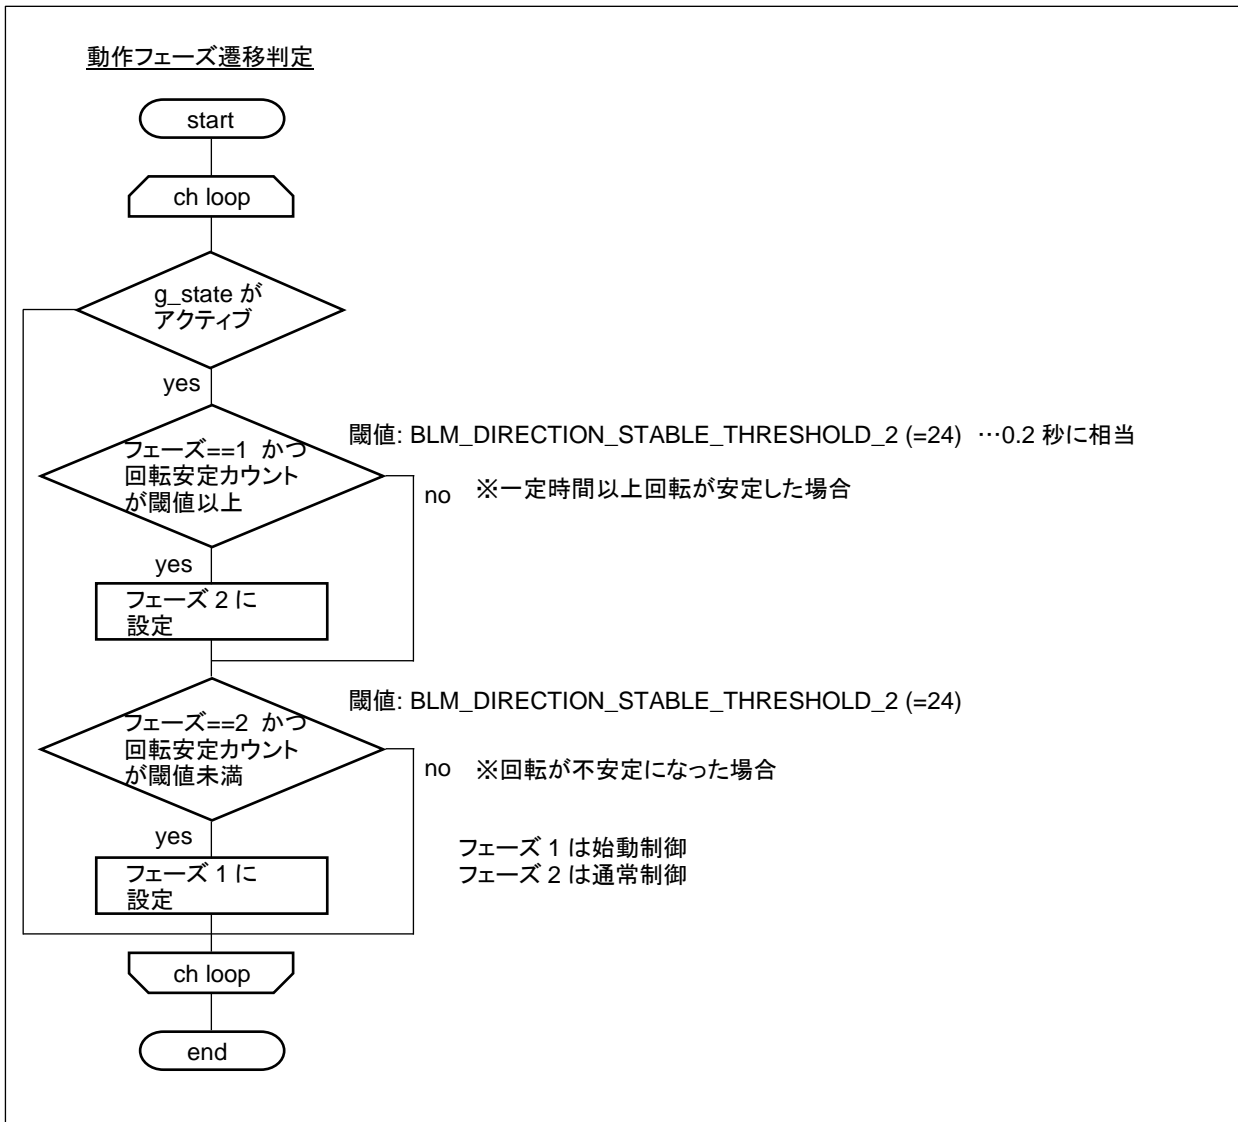 動作フェーズ遷移判定
start
ch loop
g_state が
アクティブ
yes
フェーズ==1 かつ
回転安定カウント
が閾値以上
閾値: BLM_DIRECTION_STABLE_THRESHOLD_2 (=24) …0.2 秒に相当
no ※一定時間以上回転が安定した場合
yes
フェーズ 2 に
設定
フェーズ==2 かつ
回転安定カウント
が閾値未満
閾値: BLM_DIRECTION_STABLE_THRESHOLD_2 (=24)
no ※回転が不安定になった場合
yes
フェーズ 1 に
設定
フェーズ 1 は始動制御
フェーズ 2 は通常制御
ch loop
end